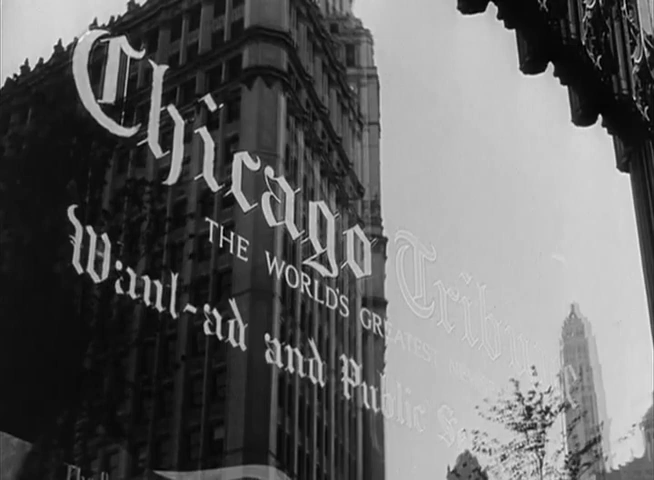 Chicago Tribune
THE WORLD'S GREATEST
Want-ad and Public